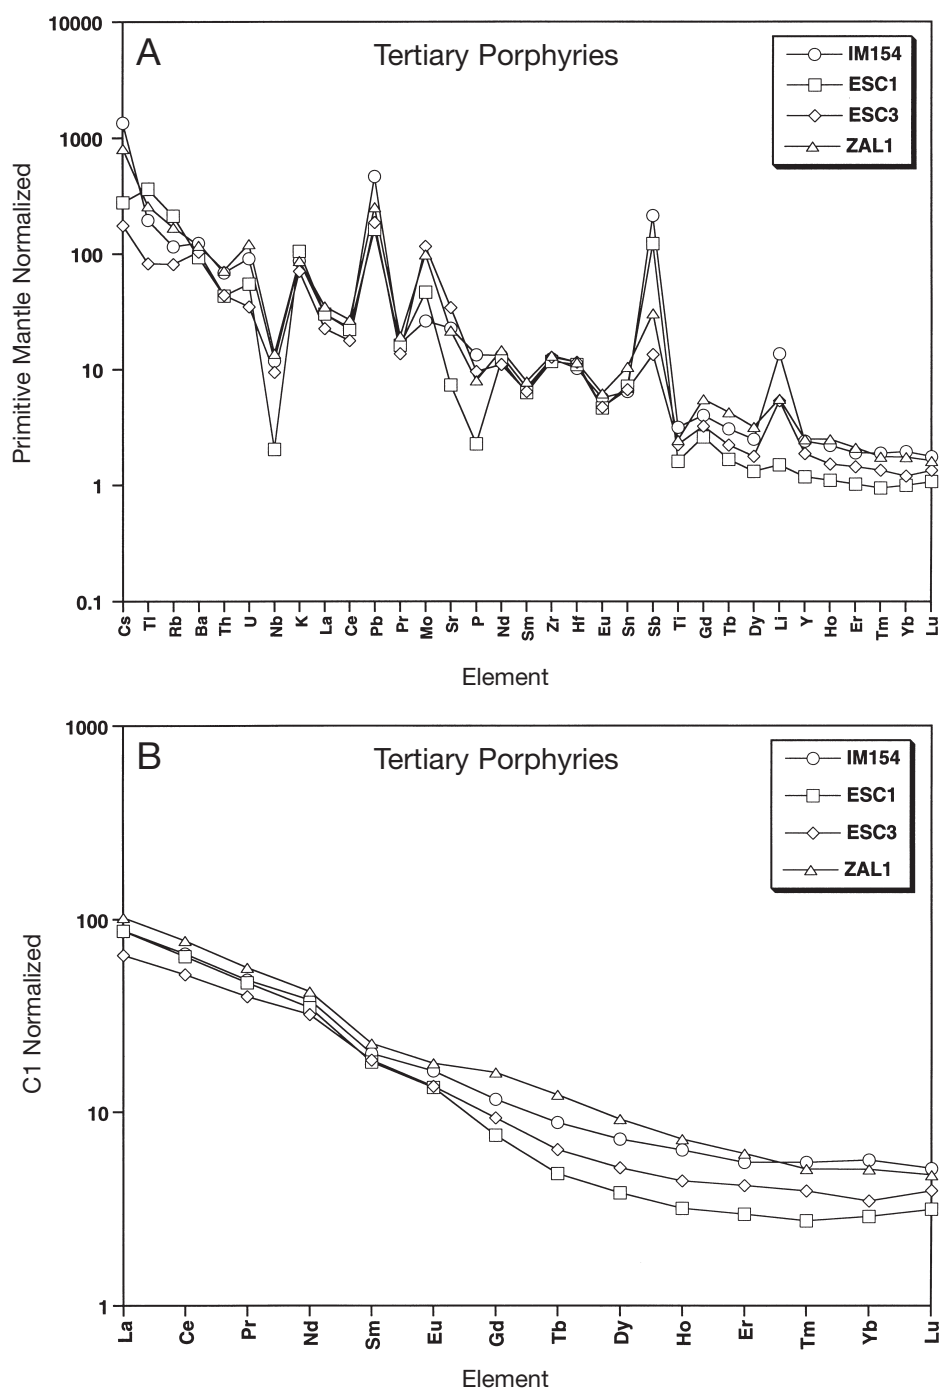 A
Tertiary Porphyries
IM154
ESC1
ESC3
ZAL1
Primitive Mantle Normalized
10000
1000
100
10
1
0.1
Cs Tl Rb Ba Th U Nb K La Ce Pb Pr Mo Sr P Nd Sm Zr Hf Eu Sn Sb Ti Gd Tb Dy Li Y Ho Er Tm Yb Lu
Element
B
Tertiary Porphyries
IM154
ESC1
ESC3
ZAL1
C1 Normalized
1000
100
10
1
La Ce Pr Nd Sm Eu Gd Tb Dy Ho Er Tm Yb Lu
Element